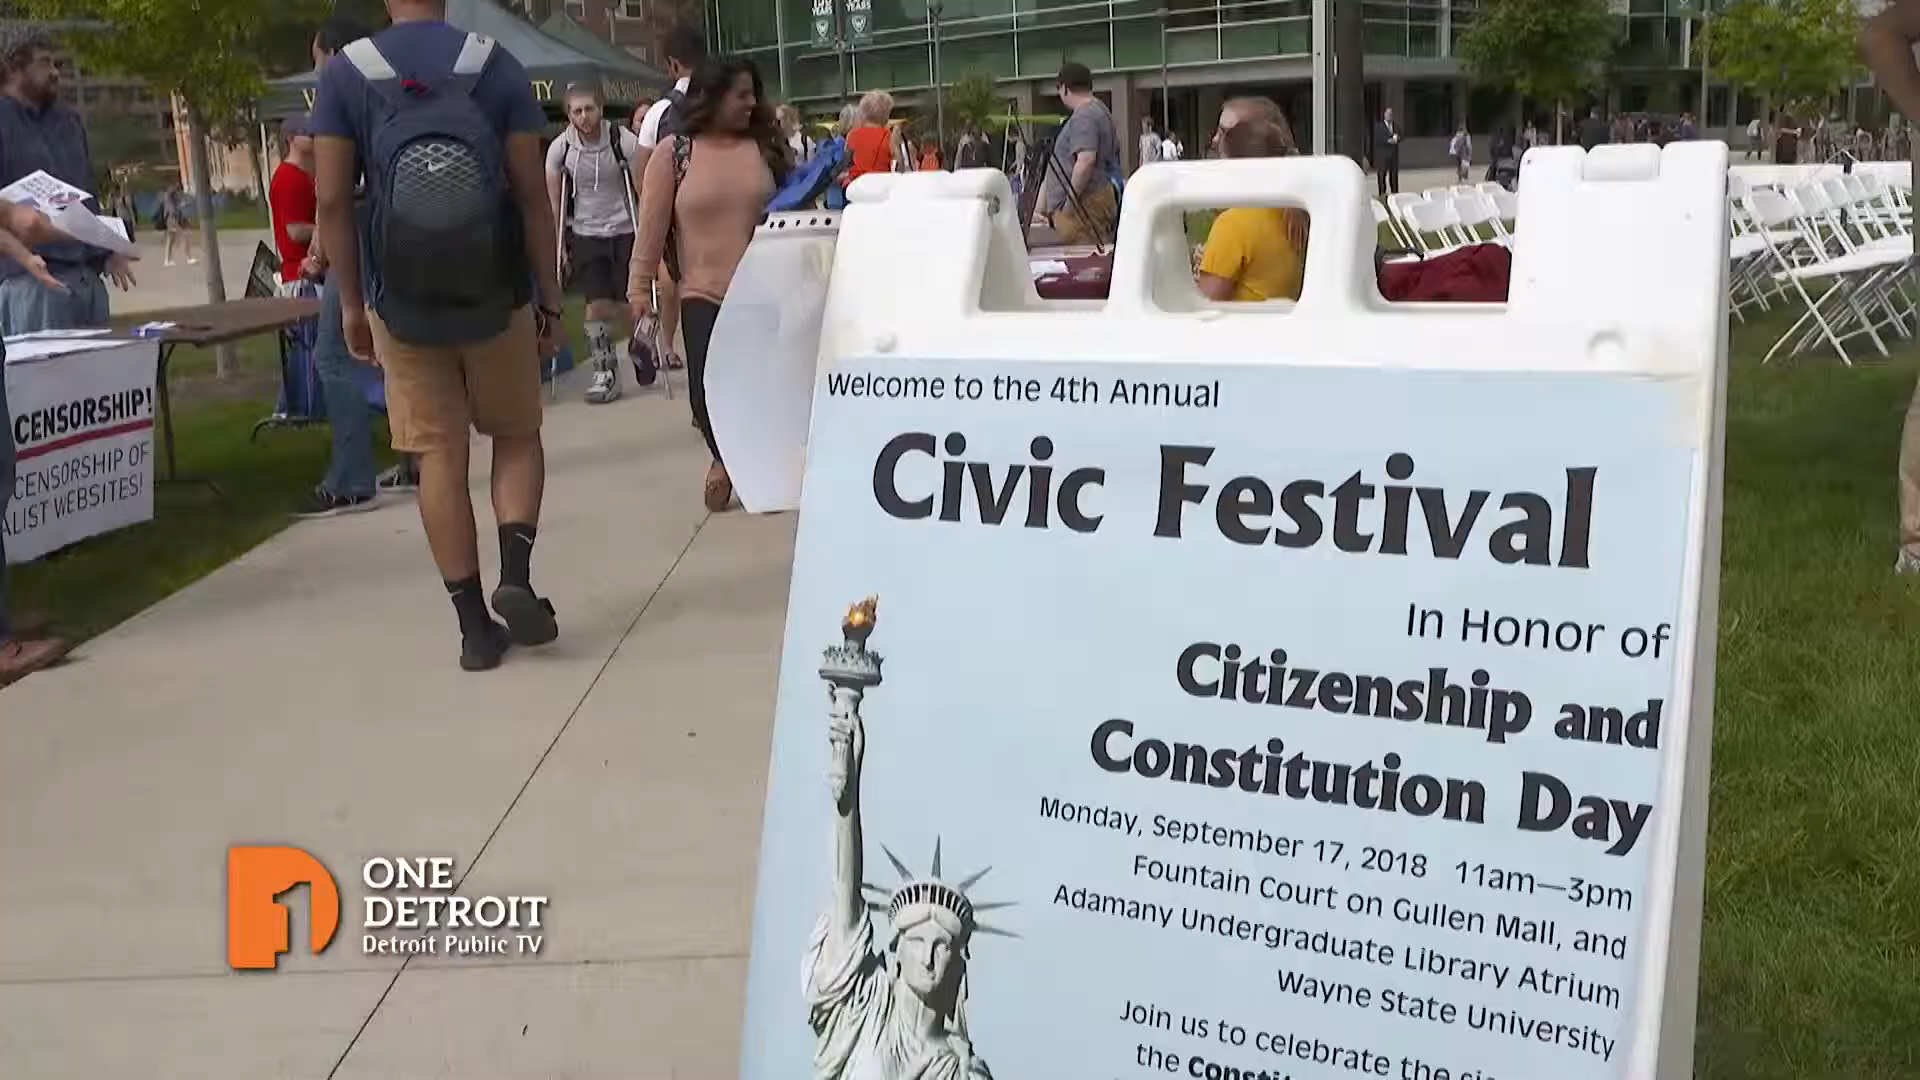 YEARS
CENSORSHIP!
CENSORSHIP OF
ALIST WEBSITES!
Welcome to the 4th Annual
Civic Festival
In Honor of
Citizenship and
Constitution Day
Monday, September 17, 2018 11am—3pm
Fountain Court on Gullen Mall, and
Adamany Undergraduate Library Atrium
Wayne State University
Join us to celebrate the
the
ONE
DETROIT
Detroit Public TV